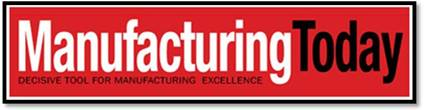 ManufacturingToday
DECISIVE TOOL FOR MANUFACTURING EXCELLENCE